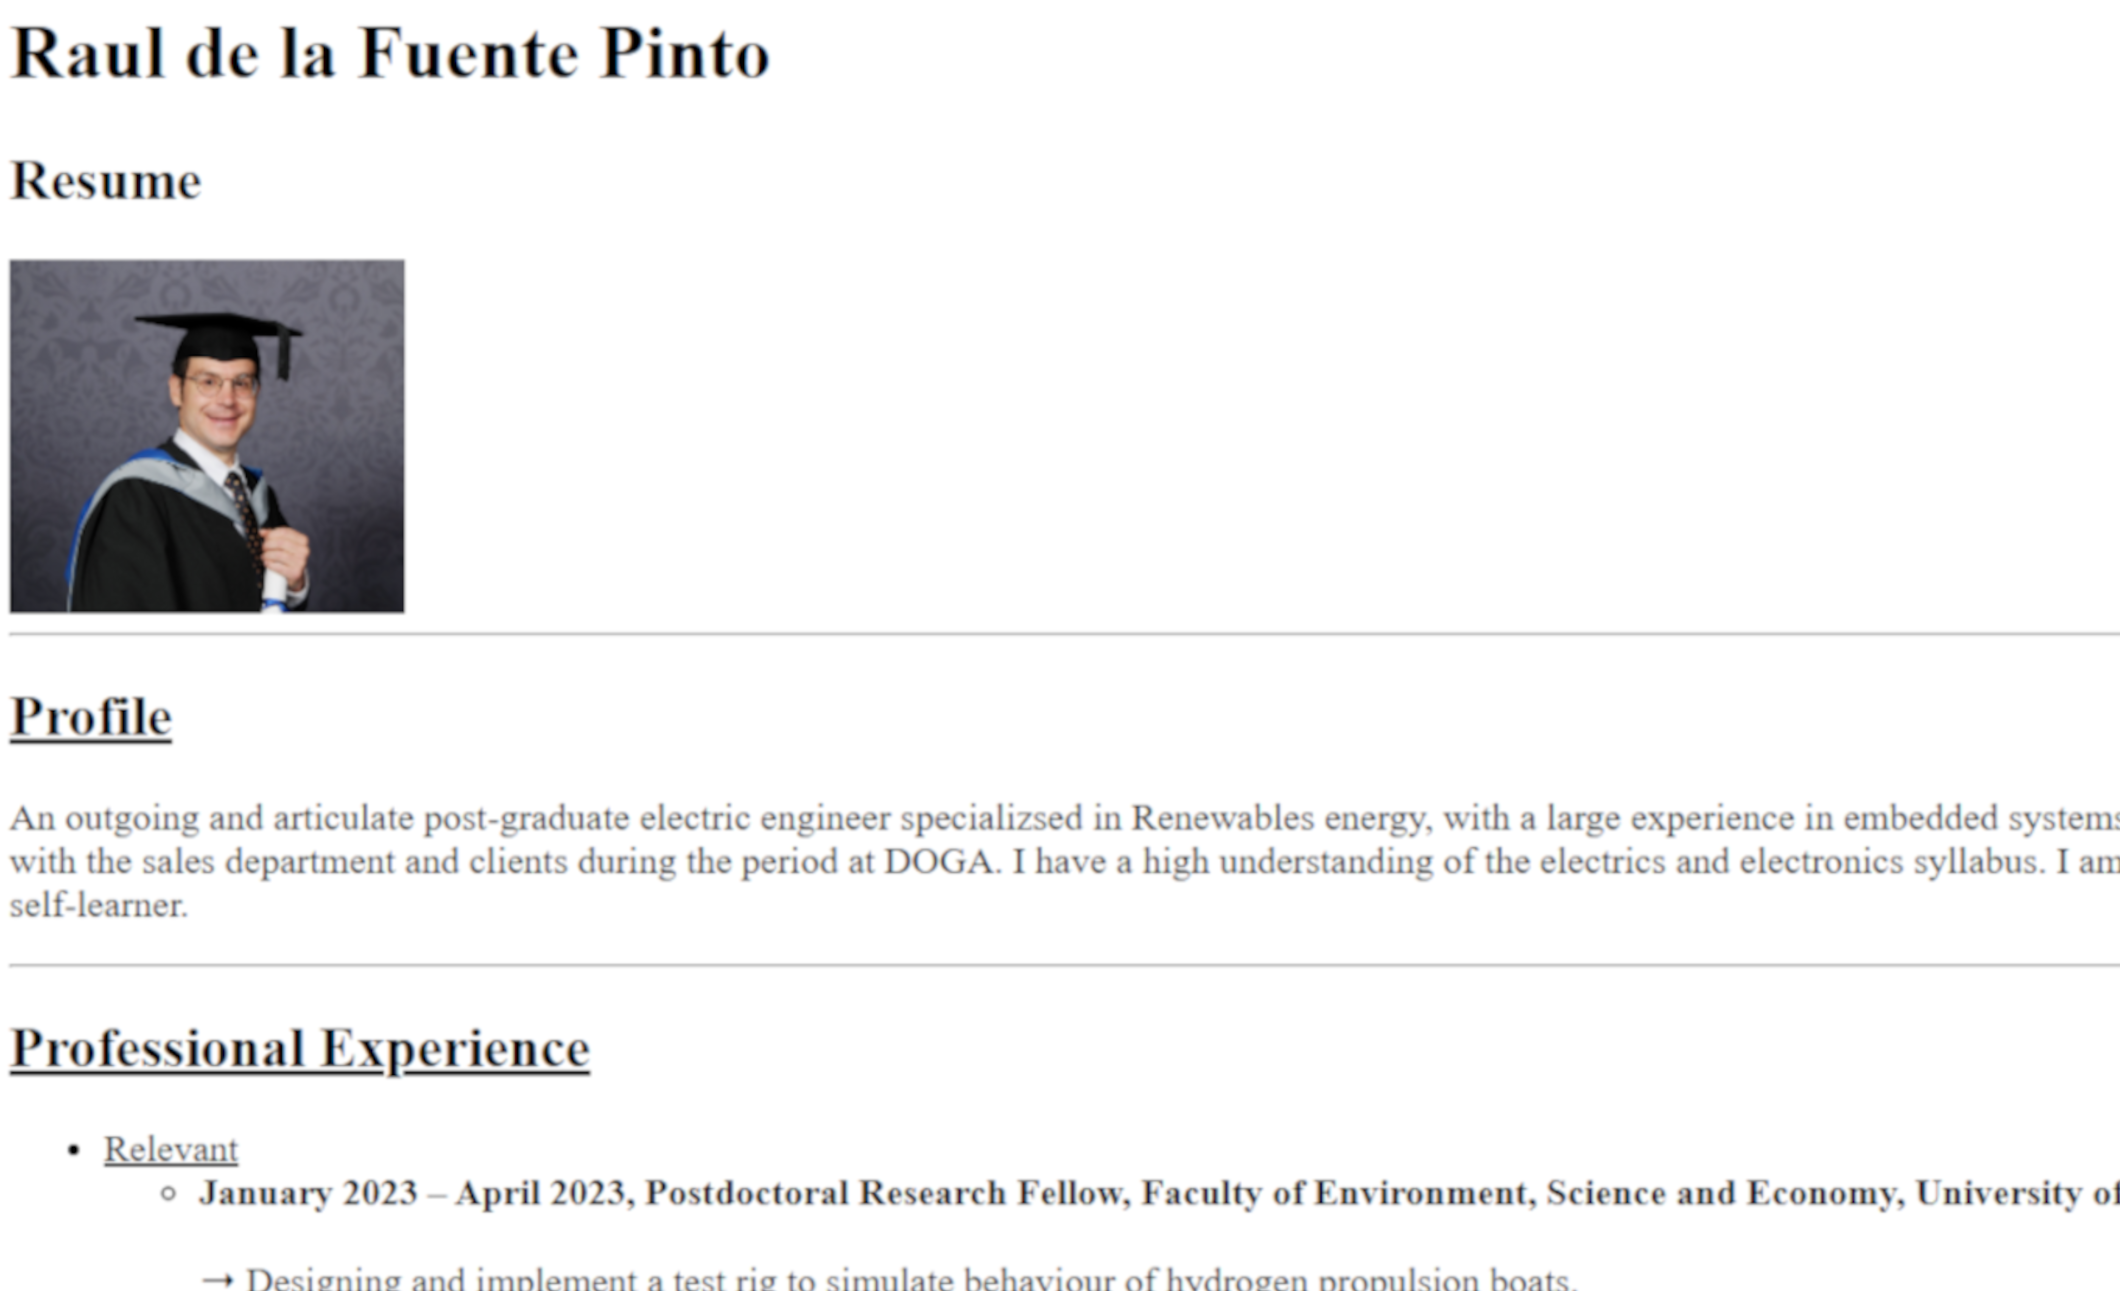 Raul de la Fuente Pinto
Resume
Profile
An outgoing and articulate post-graduate electric engineer specializsed in Renewables energy, with a large experience in embedded systems
with the sales department and clients during the period at DOGA. I have a high understanding of the electrics and electronics syllabus. I am
self-learner.
Professional Experience
• Relevant
○ January 2023 – April 2023, Postdoctoral Research Fellow, Faculty of Environment, Science and Economy, University of
→ Designing and implement a test rig to simulate behaviour of hydrogen propulsion boats.